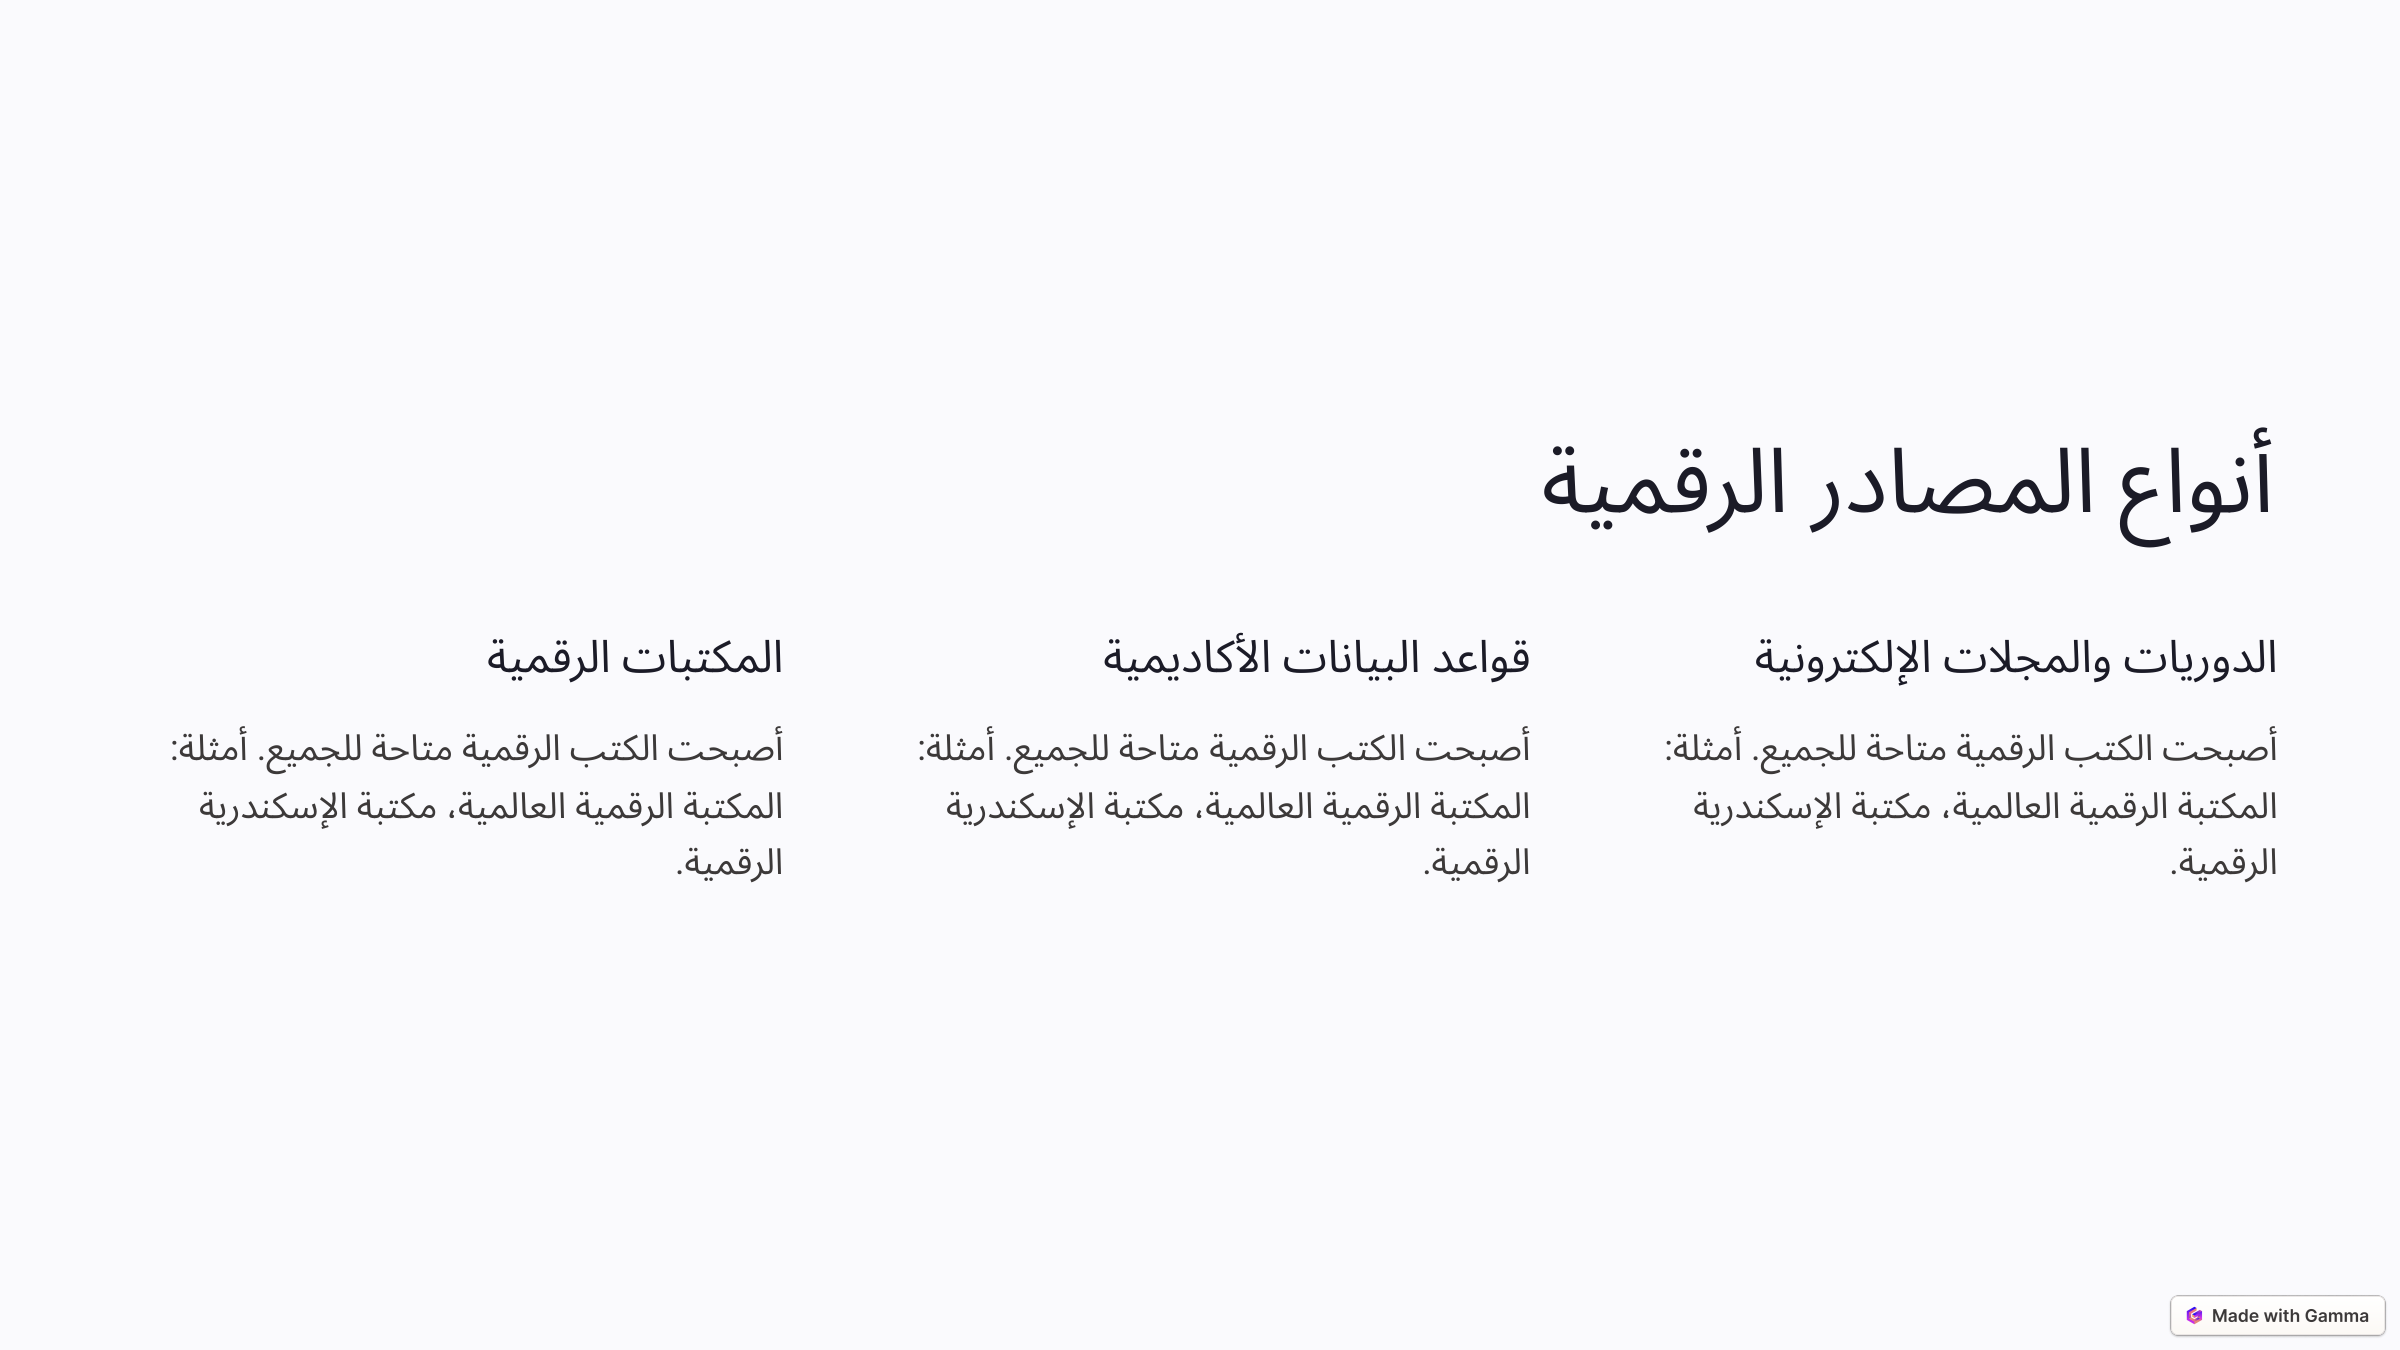 أنواع المصادر الرقمية
الدوريات والمجلات الإلكترونية
أصبحت الكتب الرقمية متاحة للجميع. أمثلة:
المكتبة الرقمية العالمية، مكتبة الإسكندرية
الرقمية.
قواعد البيانات الأكاديمية
أصبحت الكتب الرقمية متاحة للجميع. أمثلة:
المكتبة الرقمية العالمية، مكتبة الإسكندرية
الرقمية.
المكتبات الرقمية
أصبحت الكتب الرقمية متاحة للجميع. أمثلة:
المكتبة الرقمية العالمية، مكتبة الإسكندرية
الرقمية.
Made with Gamma